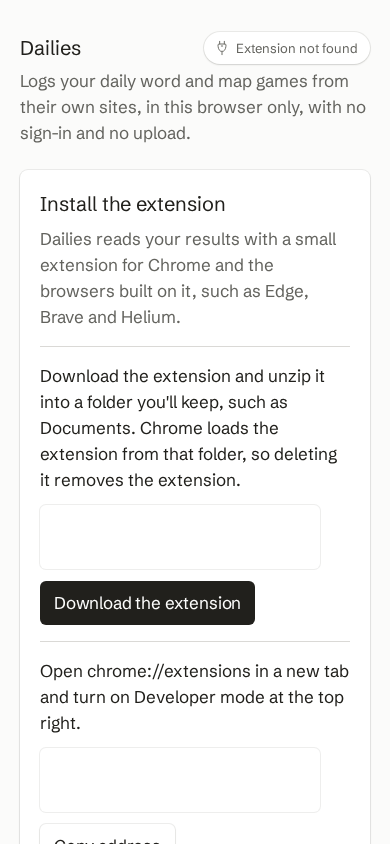 Dailies
Extension not found
Logs your daily word and map games from
their own sites, in this browser only, with no
sign-in and no upload.
Install the extension
Dailies reads your results with a small
extension for Chrome and the
browsers built on it, such as Edge,
Brave and Helium.
Download the extension and unzip it
into a folder you'll keep, such as
Documents. Chrome loads the
extension from that folder, so deleting
it removes the extension.
Download the extension
Open chrome://extensions in a new tab
and turn on Developer mode at the top
right.
Copy address